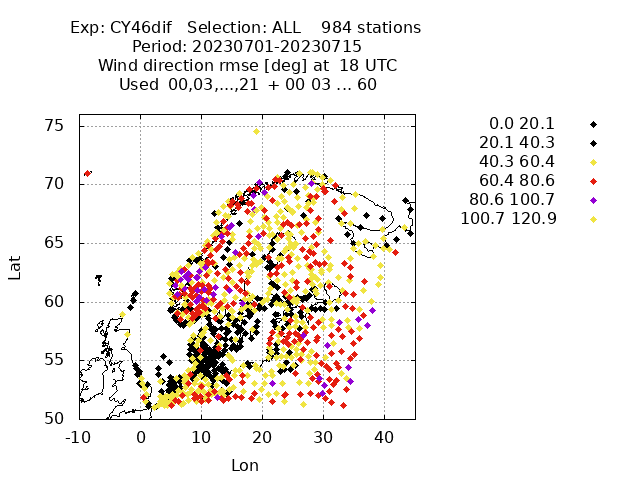 Exp: CY46dif   Selection: ALL    984 stations
Period: 20230701-20230715
Wind direction rmse [deg] at  18 UTC
Used  00,03,...,21  + 00 03 ... 60
75
70
65
60
55
50
Lat
-10 0 10 20 30 40
Lon
0.0 20.1
20.1 40.3
40.3 60.4
60.4 80.6
80.6 100.7
100.7 120.9